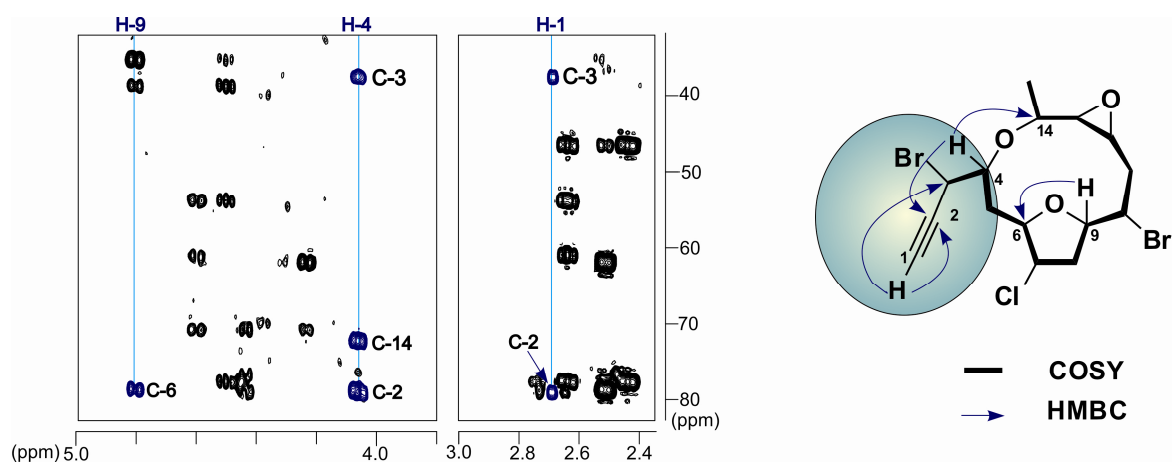 H-9 H-4 H-1
C-3 C-3
40
50
60
70
80
C-14
C-2
C-6 C-2
(ppm)
(ppm) 5.0 4.0 3.0 2.8 2.6 2.4
O
14
H O
Br
4
H
2 O
6 9
1 Br
H Cl
COSY
HMBC